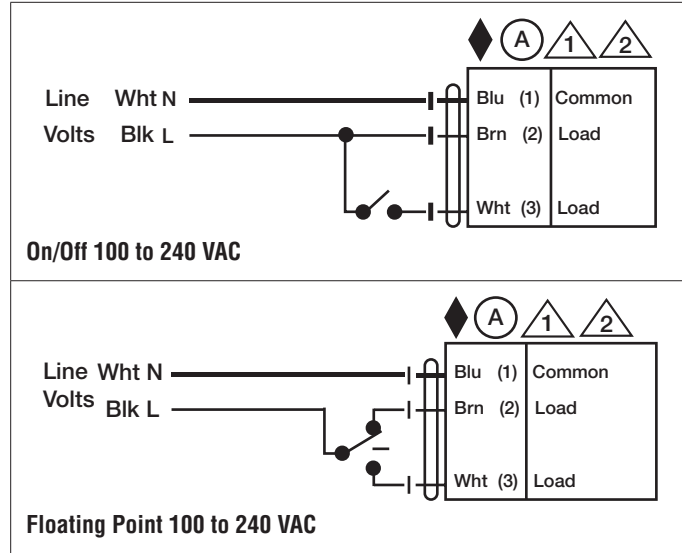 A 1 2
Line Wht N Blu (1) Common
Volts Blk L Brn (2) Load
Wht (3) Load
On/Off 100 to 240 VAC
A 1 2
Line Wht N Blu (1) Common
Volts Blk L Brn (2) Load
Wht (3) Load
Floating Point 100 to 240 VAC